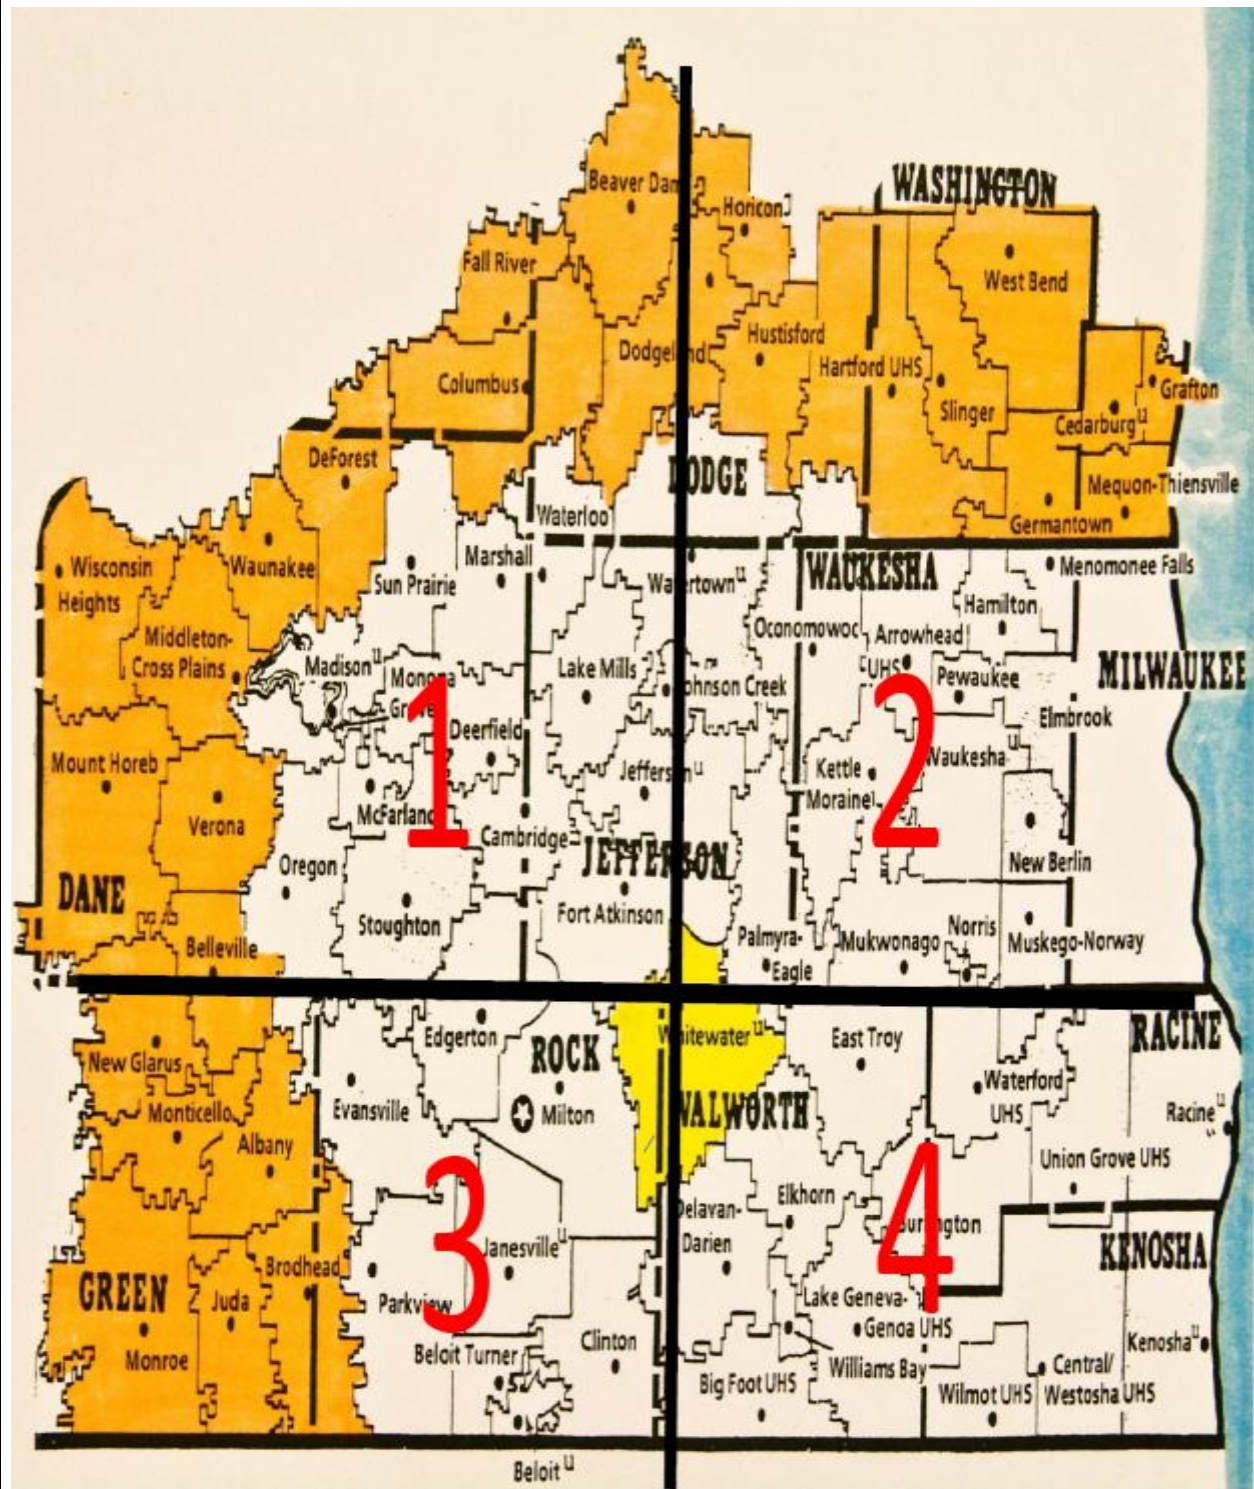 WASHINGTON
Beaver Dam u
Horicon
Fall River
West Bend
Hustisford
Dodgeland
Hartford UHS
Columbus
Slinger
Grafton
Cedarburg u
DeForest
DODGE
Mequon-Thiensville
Waterloo
Germantown
Wisconsin
Heights
Waunakee
Marshall
Sun Prairie
Watertown u
WAUKESHA
Menomonee Falls
Hamilton
Middleton-
Cross Plains
Madison u
Oconomowoc
Arrowhead
UHS
Monona
Grove
Lake Mills
Johnson Creek
Pewaukee
MILWAUKEE
Elmbrook
1
2
Deerfield
Mount Horeb
Jefferson u
Kettle
Moraine
Waukesha u
Verona
McFarland
Cambridge
JEFFERSON
New Berlin
Oregon
DANE
Stoughton
Fort Atkinson
Palmyra-
Eagle
Mukwonago
Norris
Muskego-Norway
Belleville
Edgerton
ROCK
Whitewater u
East Troy
RACINE
New Glarus
Monticello
Evansville
Milton
WALWORTH
Waterford
UHS
Racine u
Albany
Union Grove UHS
3
4
Delavan-
Darien
Elkhorn
Burlington
Janesville u
KENOSHA
GREEN
Brodhead
Juda
Parkview
Lake Geneva-
Genoa UHS
Monroe
Beloit Turner
Clinton
Williams Bay
Kenosha u
Big Foot UHS
Wilmot UHS
Central/
Westosha UHS
Beloit u